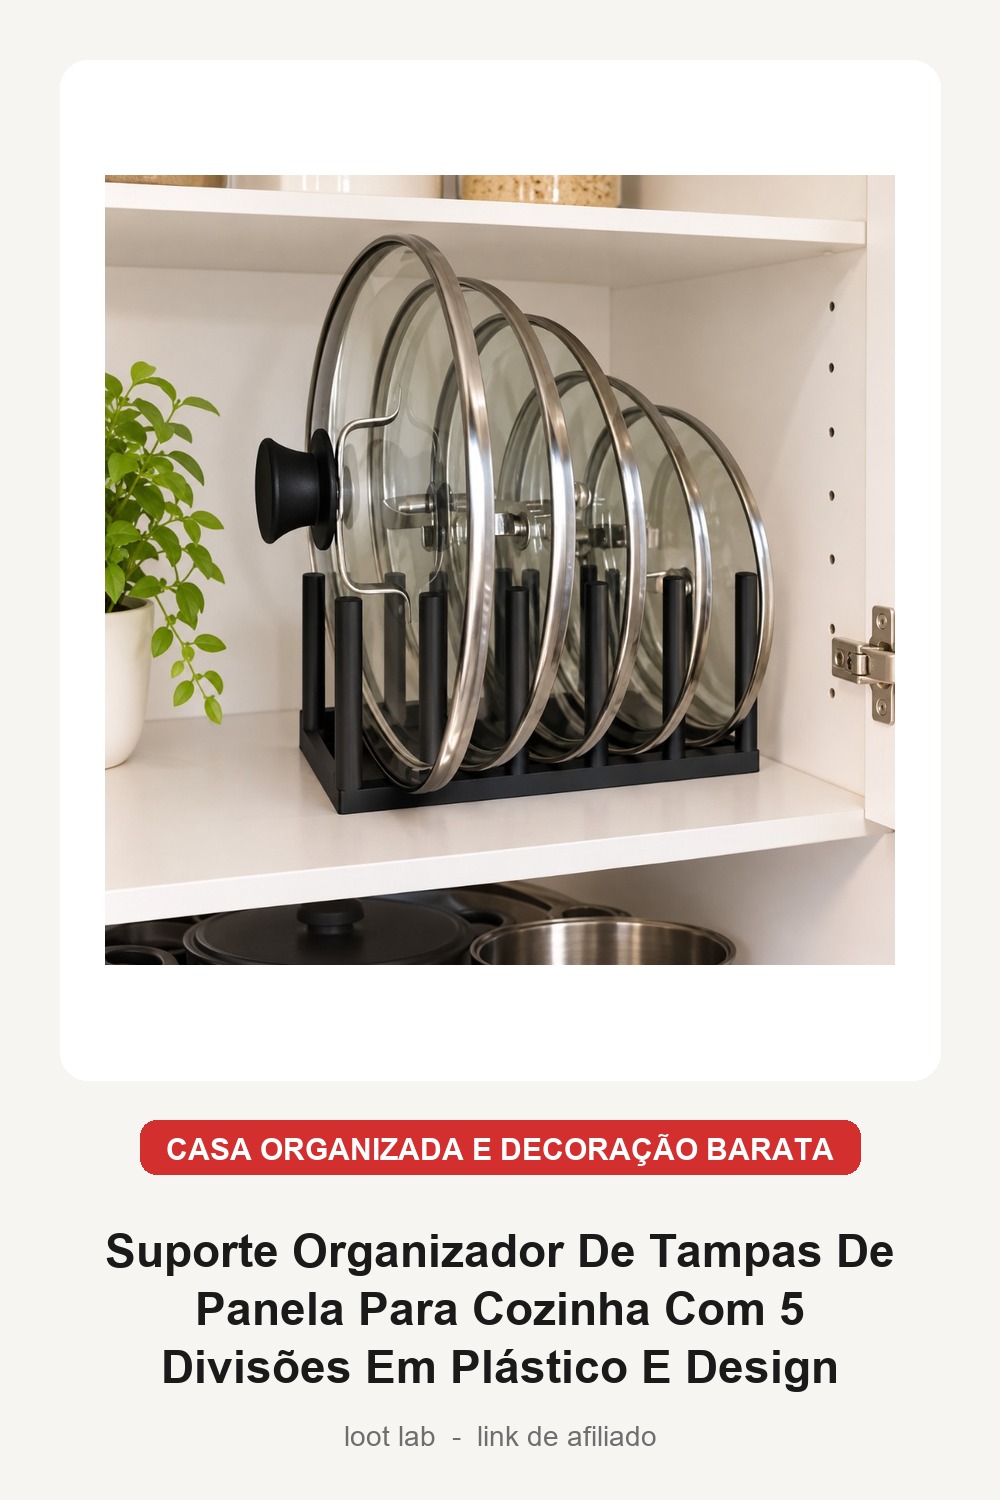 CASA ORGANIZADA E DECORAÇÃO BARATA
Suporte Organizador De Tampas De
Panela Para Cozinha Com 5
Divisões Em Plástico E Design
loot lab - link de afiliado